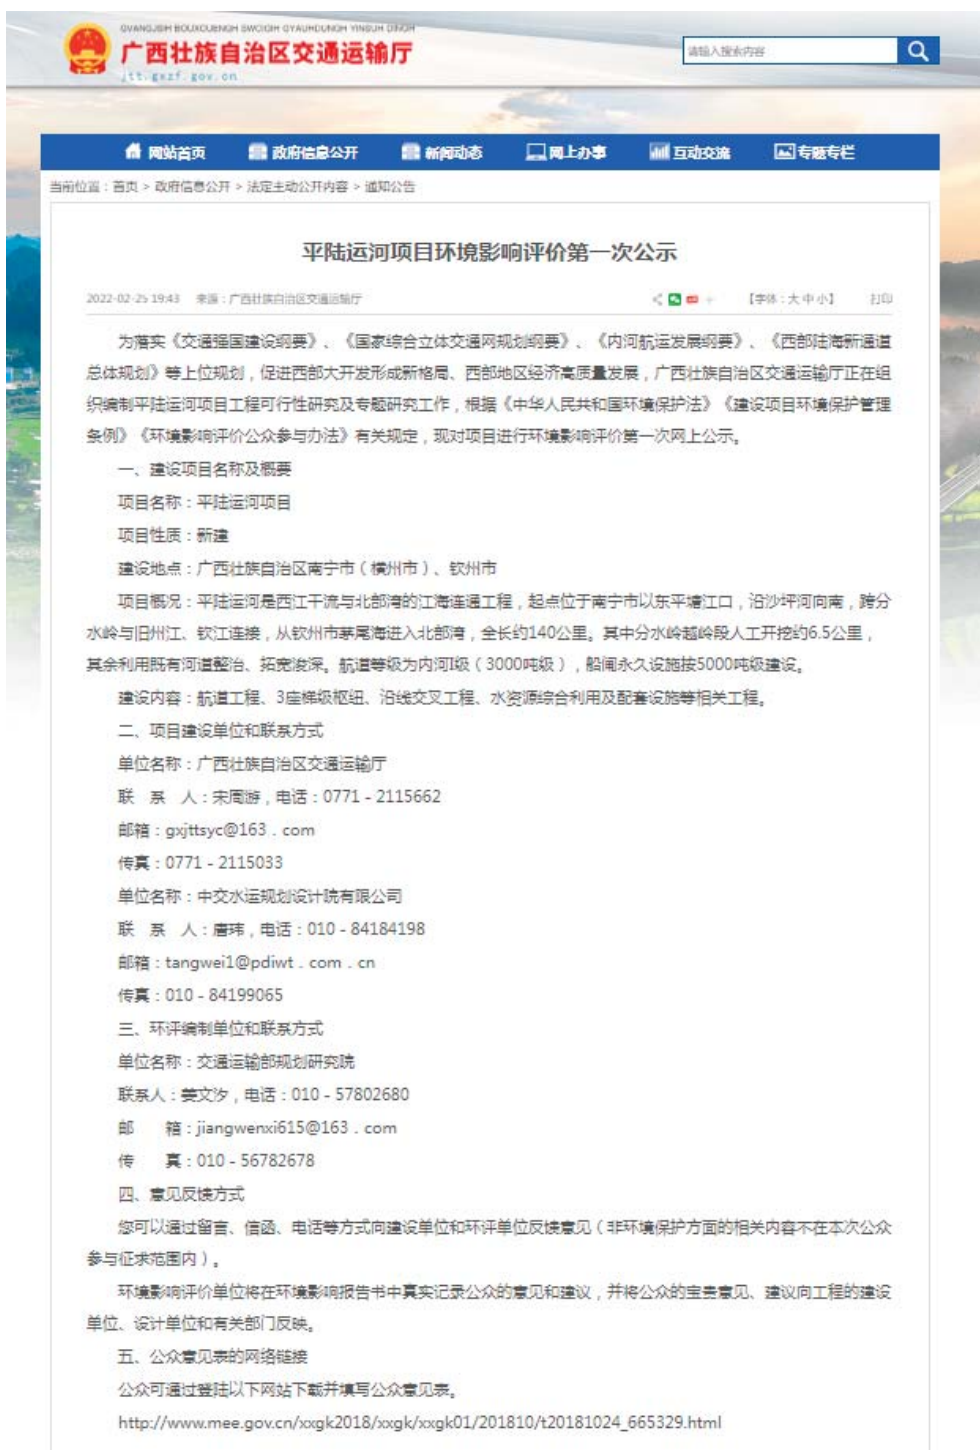 GVANGJSIH BOUXCUENGH SWCIGIH GYAUHDUNGH YINSUH DINGH
广西壮族自治区交通运输厅
jtt.gxzf.gov.cn
请输入搜索内容
网站首页 政府信息公开 新闻动态 网上办事 互动交流 专题专栏
当前位置：首页 > 政府信息公开 > 法定主动公开内容 > 通知公告
平陆运河项目环境影响评价第一次公示
2022-02-25 19:43 来源：广西壮族自治区交通运输厅 【字体：大 中 小】 打印
为落实《交通强国建设纲要》、《国家综合立体交通网规划纲要》、《内河航运发展纲要》、《西部陆海新通道
总体规划》等上位规划，促进西部大开发形成新格局、西部地区经济高质量发展，广西壮族自治区交通运输厅正在组
织编制平陆运河项目工程可行性研究及专题研究工作，根据《中华人民共和国环境保护法》《建设项目环境保护管理
条例》《环境影响评价公众参与办法》有关规定，现对项目进行环境影响评价第一次网上公示。
一、建设项目名称及概要
项目名称：平陆运河项目
项目性质：新建
建设地点：广西壮族自治区南宁市（横州市）、钦州市
项目概况：平陆运河是西江干流与北部湾的江海连通工程，起点位于南宁市以东平塘江口，沿沙坪河向南，跨分
水岭与旧州江、钦江连接，从钦州市茅尾海进入北部湾，全长约140公里。其中分水岭越岭段人工开挖约6.5公里，
其余利用既有河道整治、拓宽浚深。航道等级为内河I级（3000吨级），船闸永久设施按5000吨级建设。
建设内容：航道工程、3座梯级枢纽、沿线交叉工程、水资源综合利用及配套设施等相关工程。
二、项目建设单位和联系方式
单位名称：广西壮族自治区交通运输厅
联 系 人：宋周游，电话：0771－2115662
邮箱：gxjttsyc@163．com
传真：0771－2115033
单位名称：中交水运规划设计院有限公司
联 系 人：唐玮，电话：010－84184198
邮箱：tangwei1@pdiwt．com．cn
传真：010－84199065
三、环评编制单位和联系方式
单位名称：交通运输部规划研究院
联系人：姜文汐，电话：010－57802680
邮 箱：jiangwenxi615@163．com
传 真：010－56782678
四、意见反馈方式
您可以通过留言、信函、电话等方式向建设单位和环评单位反馈意见（非环境保护方面的相关内容不在本次公众
参与征求范围内）。
环境影响评价单位将在环境影响报告书中真实记录公众的意见和建议，并将公众的宝贵意见、建议向工程的建设
单位、设计单位和有关部门反映。
五、公众意见表的网络链接
公众可通过登陆以下网站下载并填写公众意见表。
http://www.mee.gov.cn/xxgk2018/xxgk/xxgk01/201810/t20181024_665329.html